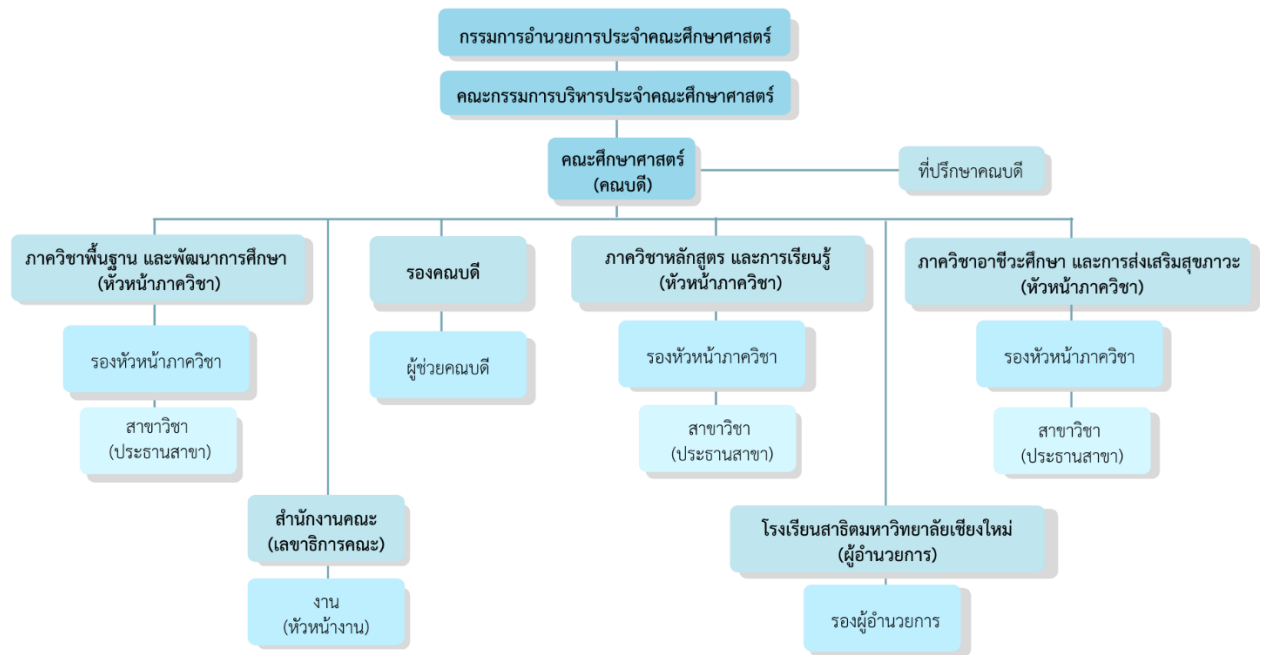 กรรมการอำนวยการประจำคณะศึกษาศาสตร์
คณะกรรมการบริหารประจำคณะศึกษาศาสตร์
คณะศึกษาศาสตร์
(คณบดี)
ที่ปรึกษาคณบดี
ภาควิชาพื้นฐาน และพัฒนาการศึกษา
(หัวหน้าภาควิชา)
รองคณบดี
ภาควิชาหลักสูตร และการเรียนรู้
(หัวหน้าภาควิชา)
ภาควิชาอาชีวะศึกษา และการส่งเสริมสุขภาวะ
(หัวหน้าภาควิชา)
รองหัวหน้าภาควิชา
ผู้ช่วยคณบดี
รองหัวหน้าภาควิชา
รองหัวหน้าภาควิชา
สาขาวิชา
(ประธานสาขา)
สาขาวิชา
(ประธานสาขา)
สาขาวิชา
(ประธานสาขา)
สำนักงานคณะ
(เลขาธิการคณะ)
โรงเรียนสาธิตมหาวิทยาลัยเชียงใหม่
(ผู้อำนวยการ)
งาน
(หัวหน้างาน)
รองผู้อำนวยการ